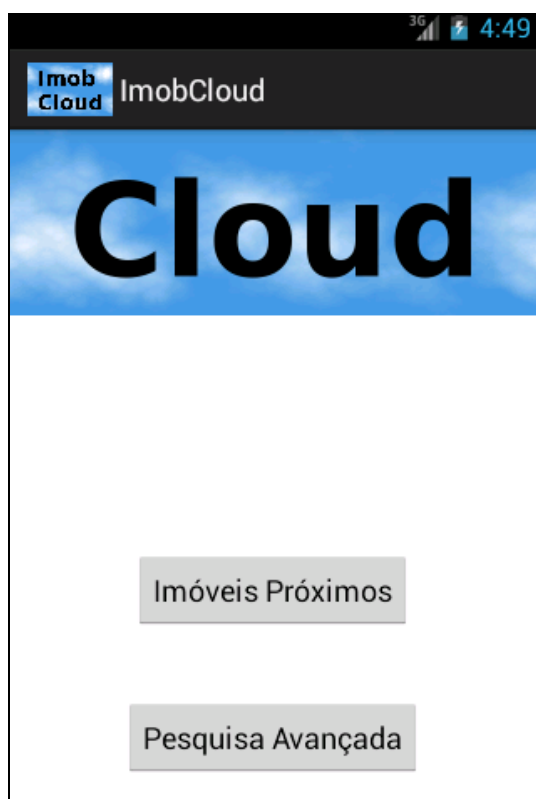 3G 4:49
Imob
Cloud
ImobCloud
Cloud
Imóveis Próximos
Pesquisa Avançada